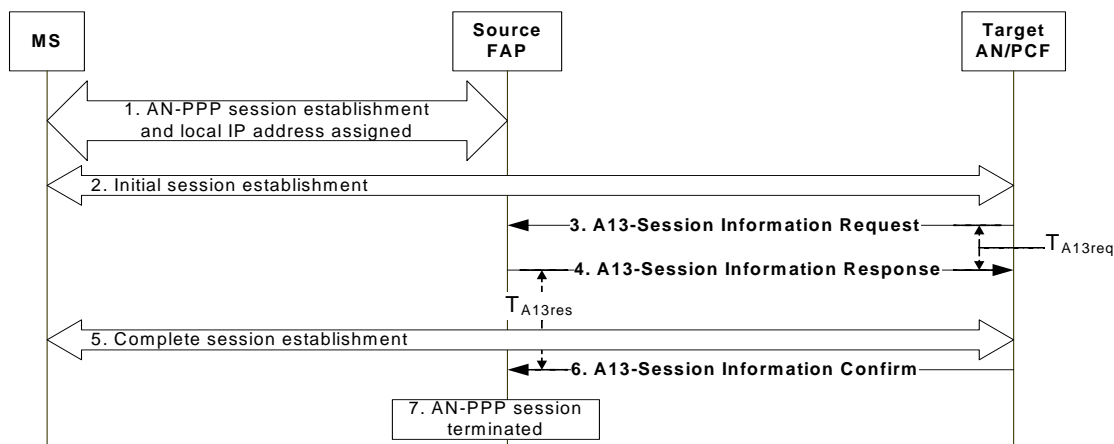 MS
Source
FAP
Target
AN/PCF
1. AN-PPP session establishment
and local IP address assigned
2. Initial session establishment
3. A13-Session Information Request
TA13req
4. A13-Session Information Response
TA13res
5. Complete session establishment
6. A13-Session Information Confirm
7. AN-PPP session
terminated